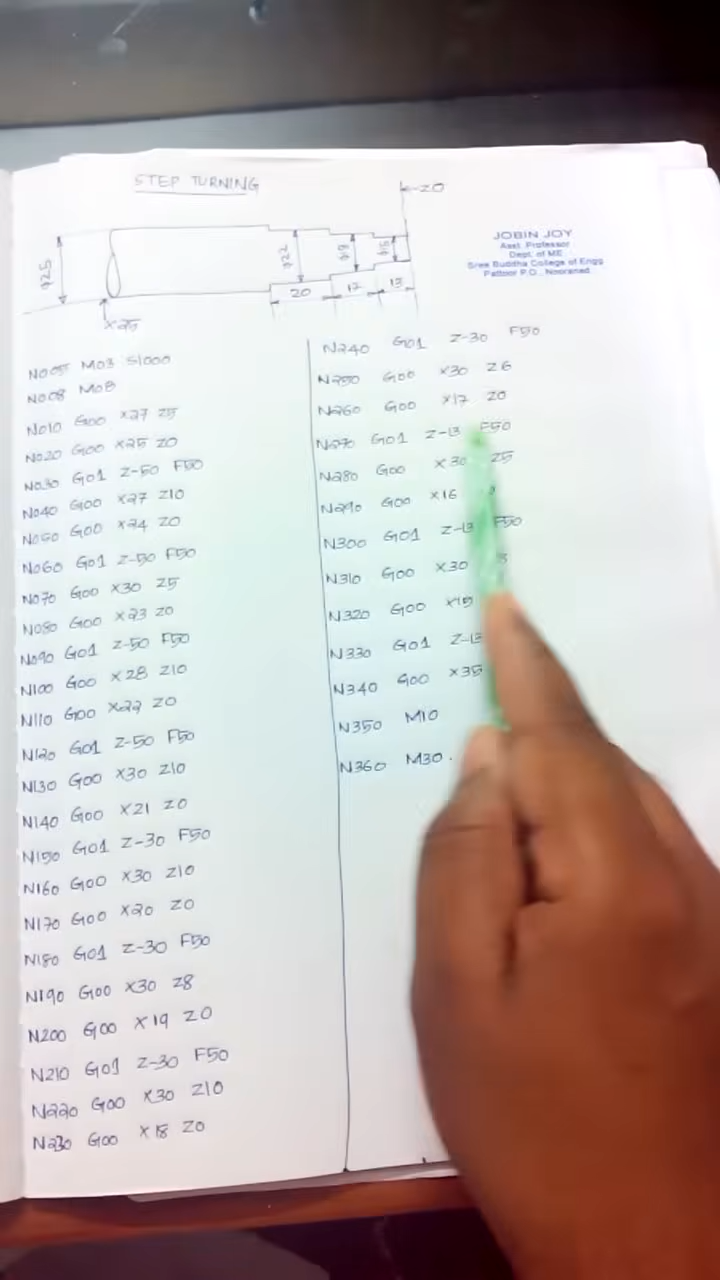 STEP TURNING
Z0
JOBIN JOY
Asst. Professor
Dept. of ME
Sree Buddha College of Engg
Pattoor P.O., Nooranad
φ25
φ22
20
17
13
X25
N005 M03 S1000
N008 M08
N010 G00 X27 Z5
N020 G00 X25 Z0
N030 G01 Z-50 F50
N040 G00 X27 Z10
N050 G00 X24 Z0
N060 G01 Z-50 F50
N070 G00 X30 Z5
N080 G00 X23 Z0
N090 G01 Z-50 F50
N100 G00 X28 Z10
N110 G00 X22 Z0
N120 G01 Z-50 F50
N130 G00 X30 Z10
N140 G00 X21 Z0
N150 G01 Z-30 F50
N160 G00 X30 Z10
N170 G00 X20 Z0
N180 G01 Z-30 F50
N190 G00 X30 Z8
N200 G00 X19 Z0
N210 G01 Z-30 F50
N220 G00 X30 Z10
N230 G00 X18 Z0
N240 G01 Z-30 F50
N250 G00 X30 Z6
N260 G00 X17 Z0
N270 G01 Z-13 F50
N280 G00 X30 Z5
N290 G00 X16
N300 G01 Z-13 F50
N310 G00 X30
N320 G00 X15
N330 G01 Z-13
N340 G00 X35
N350 M10
N360 M30.